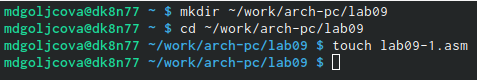 mdgoljcova@dk8n77 ~ $ mkdir ~/work/arch-pc/lab09
mdgoljcova@dk8n77 ~ $ cd ~/work/arch-pc/lab09
mdgoljcova@dk8n77 ~/work/arch-pc/lab09 $ touch lab09-1.asm
mdgoljcova@dk8n77 ~/work/arch-pc/lab09 $